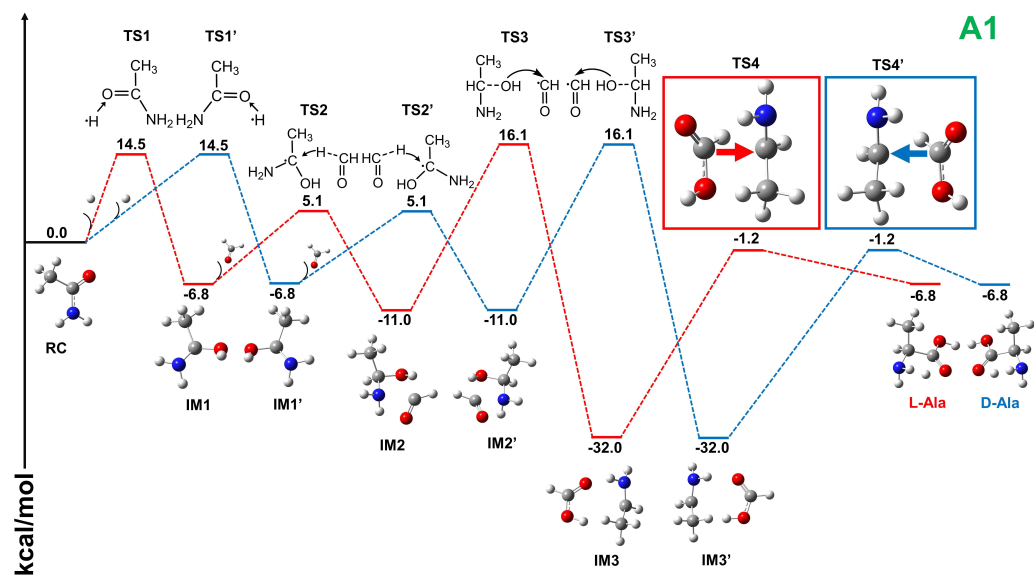 A1
TS1
TS1'
TS2
TS2'
TS3
TS3'
TS4
TS4'
CH₃
O=C
·H
NH₂
CH₃
C=O
H₂N
·H
CH₃
H₂N
C
OH
H
CH
O
CH
O
H
CH₃
C
HO
NH₂
CH₃
HC---OH
NH₂
·CH
O
·CH
O
CH₃
HO---CH
NH₂
14.5
14.5
5.1
5.1
16.1
16.1
-1.2
-1.2
0.0
-6.8
-6.8
-11.0
-11.0
-32.0
-32.0
-6.8
-6.8
RC
IM1
IM1'
IM2
IM2'
IM3
IM3'
L-Ala
D-Ala
kcal/mol